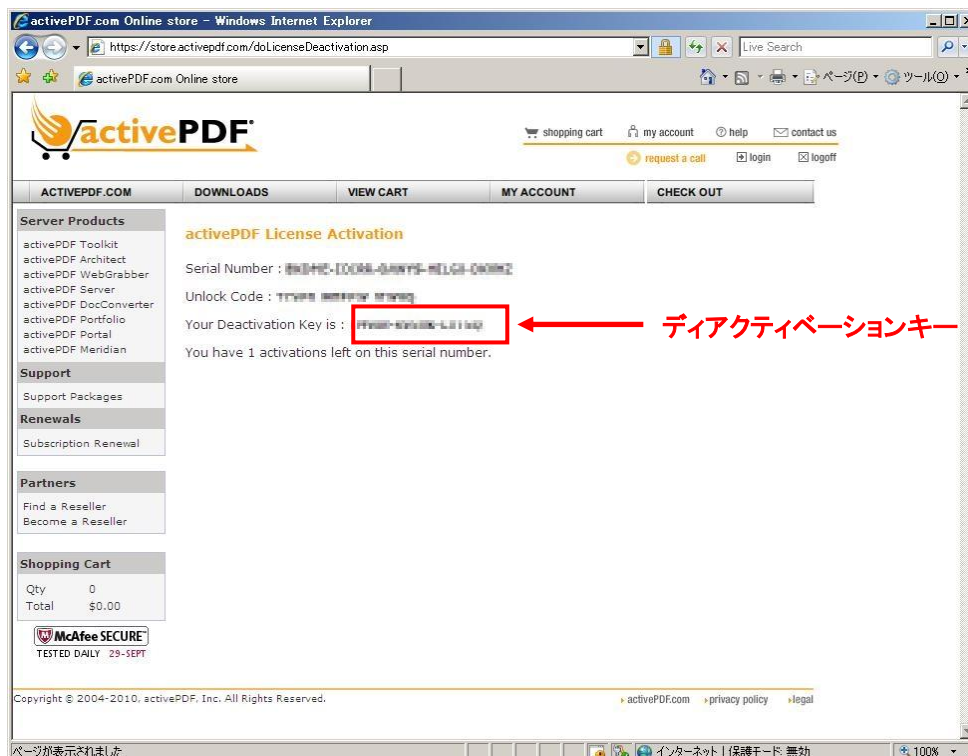 activePDF.com Online store - Windows Internet Explorer
https://store.activepdf.com/doLicenseDeactivation.asp
Live Search
activePDF.com Online store
ページ(P)
ツール(O)
activePDF
shopping cart
my account
help
contact us
request a call
login
logoff
ACTIVEPDF.COM
DOWNLOADS
VIEW CART
MY ACCOUNT
CHECK OUT
Server Products
activePDF Toolkit
activePDF Architect
activePDF WebGrabber
activePDF Server
activePDF DocConverter
activePDF Portfolio
activePDF Portal
activePDF Meridian
Support
Support Packages
Renewals
Subscription Renewal
Partners
Find a Reseller
Become a Reseller
Shopping Cart
Qty 0
Total $0.00
McAfee SECURE™
TESTED DAILY 29-SEPT
activePDF License Activation
Serial Number :
Unlock Code :
Your Deactivation Key is :
ディアクティベーションキー
You have 1 activations left on this serial number.
Copyright © 2004-2010, activePDF, Inc. All Rights Reserved.
activePDF.com
privacy policy
legal
ページが表示されました
インターネット | 保護モード: 無効
100%